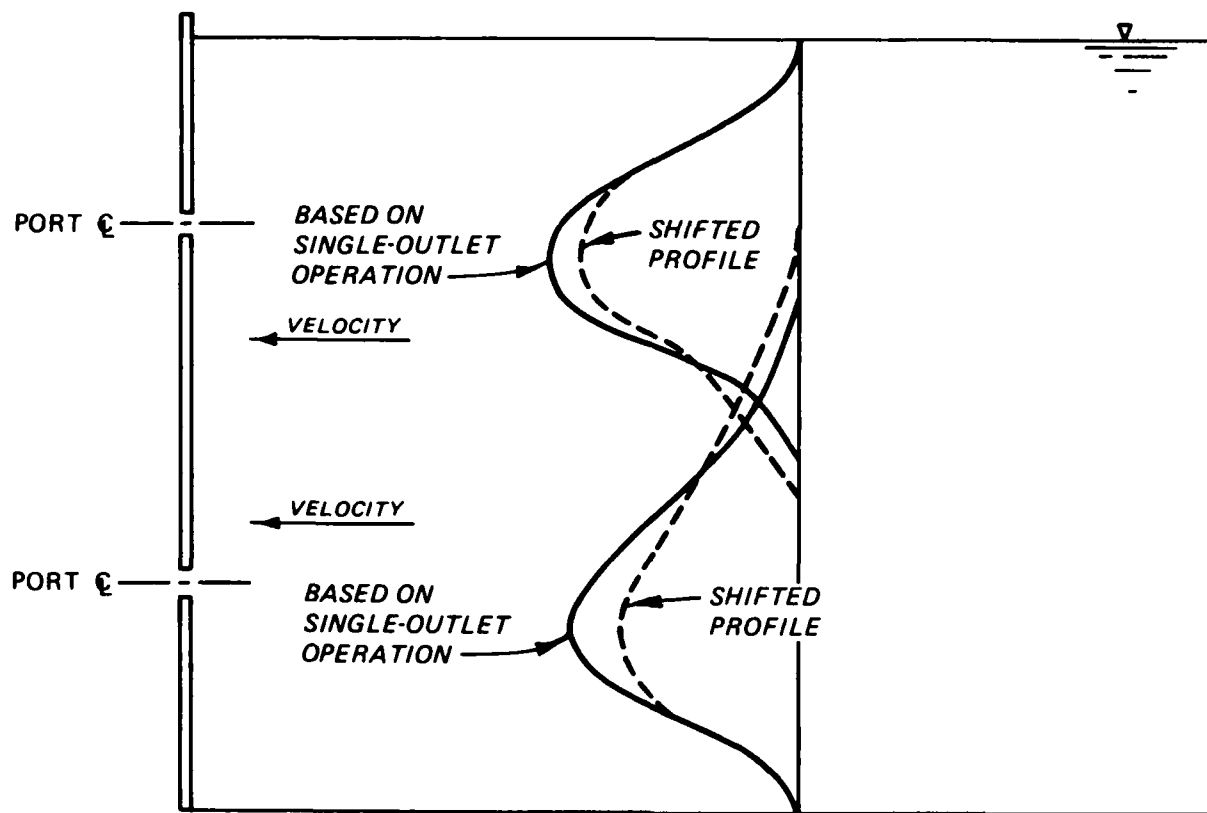 PORT ℄
BASED ON
SINGLE-OUTLET
OPERATION
SHIFTED
PROFILE
VELOCITY
VELOCITY
PORT ℄
BASED ON
SINGLE-OUTLET
OPERATION
SHIFTED
PROFILE